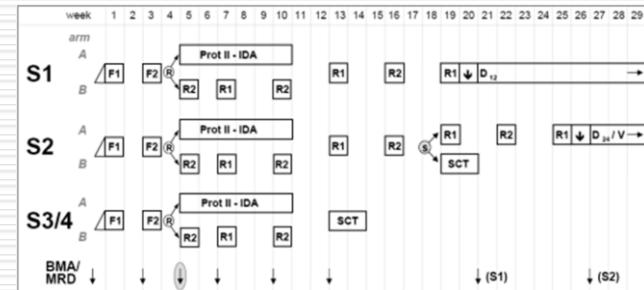 week 1 2 3 4 5 6 7 8 9 10 11 12 13 14 15 16 17 18 19 20 21 22 23 24 25 26 27 28 29
arm
A Prot II - IDA
S1 F1 F2 R R1 R2 R1 D 12
B R2 R1 R2
A Prot II - IDA R1 R2 R1 D 24 / V
S2 F1 F2 R R1 R2 S
B R2 R1 R2 SCT
A Prot II - IDA
S3/4 F1 F2 R SCT
B R2 R1 R2
BMA/
MRD (S1) (S2)